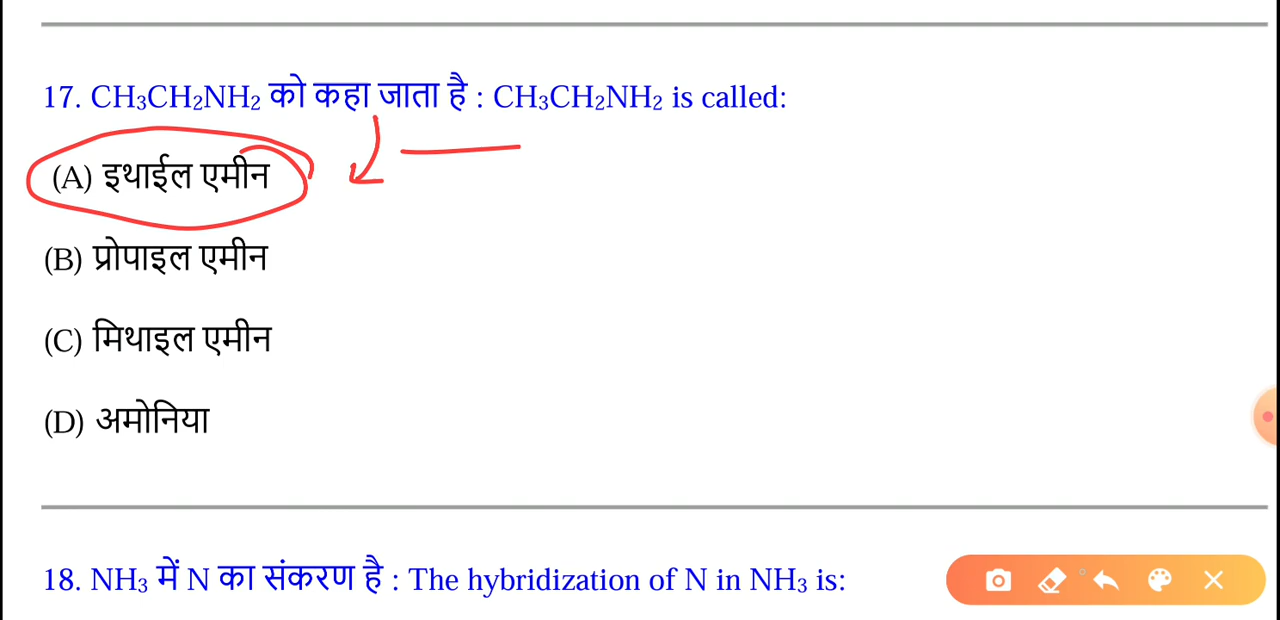 17. CH₃CH₂NH₂ को कहा जाता है : CH₃CH₂NH₂ is called:
(A) इथाईल एमीन
(B) प्रोपाइल एमीन
(C) मिथाइल एमीन
(D) अमोनिया
18. NH₃ में N का संकरण है : The hybridization of N in NH₃ is: